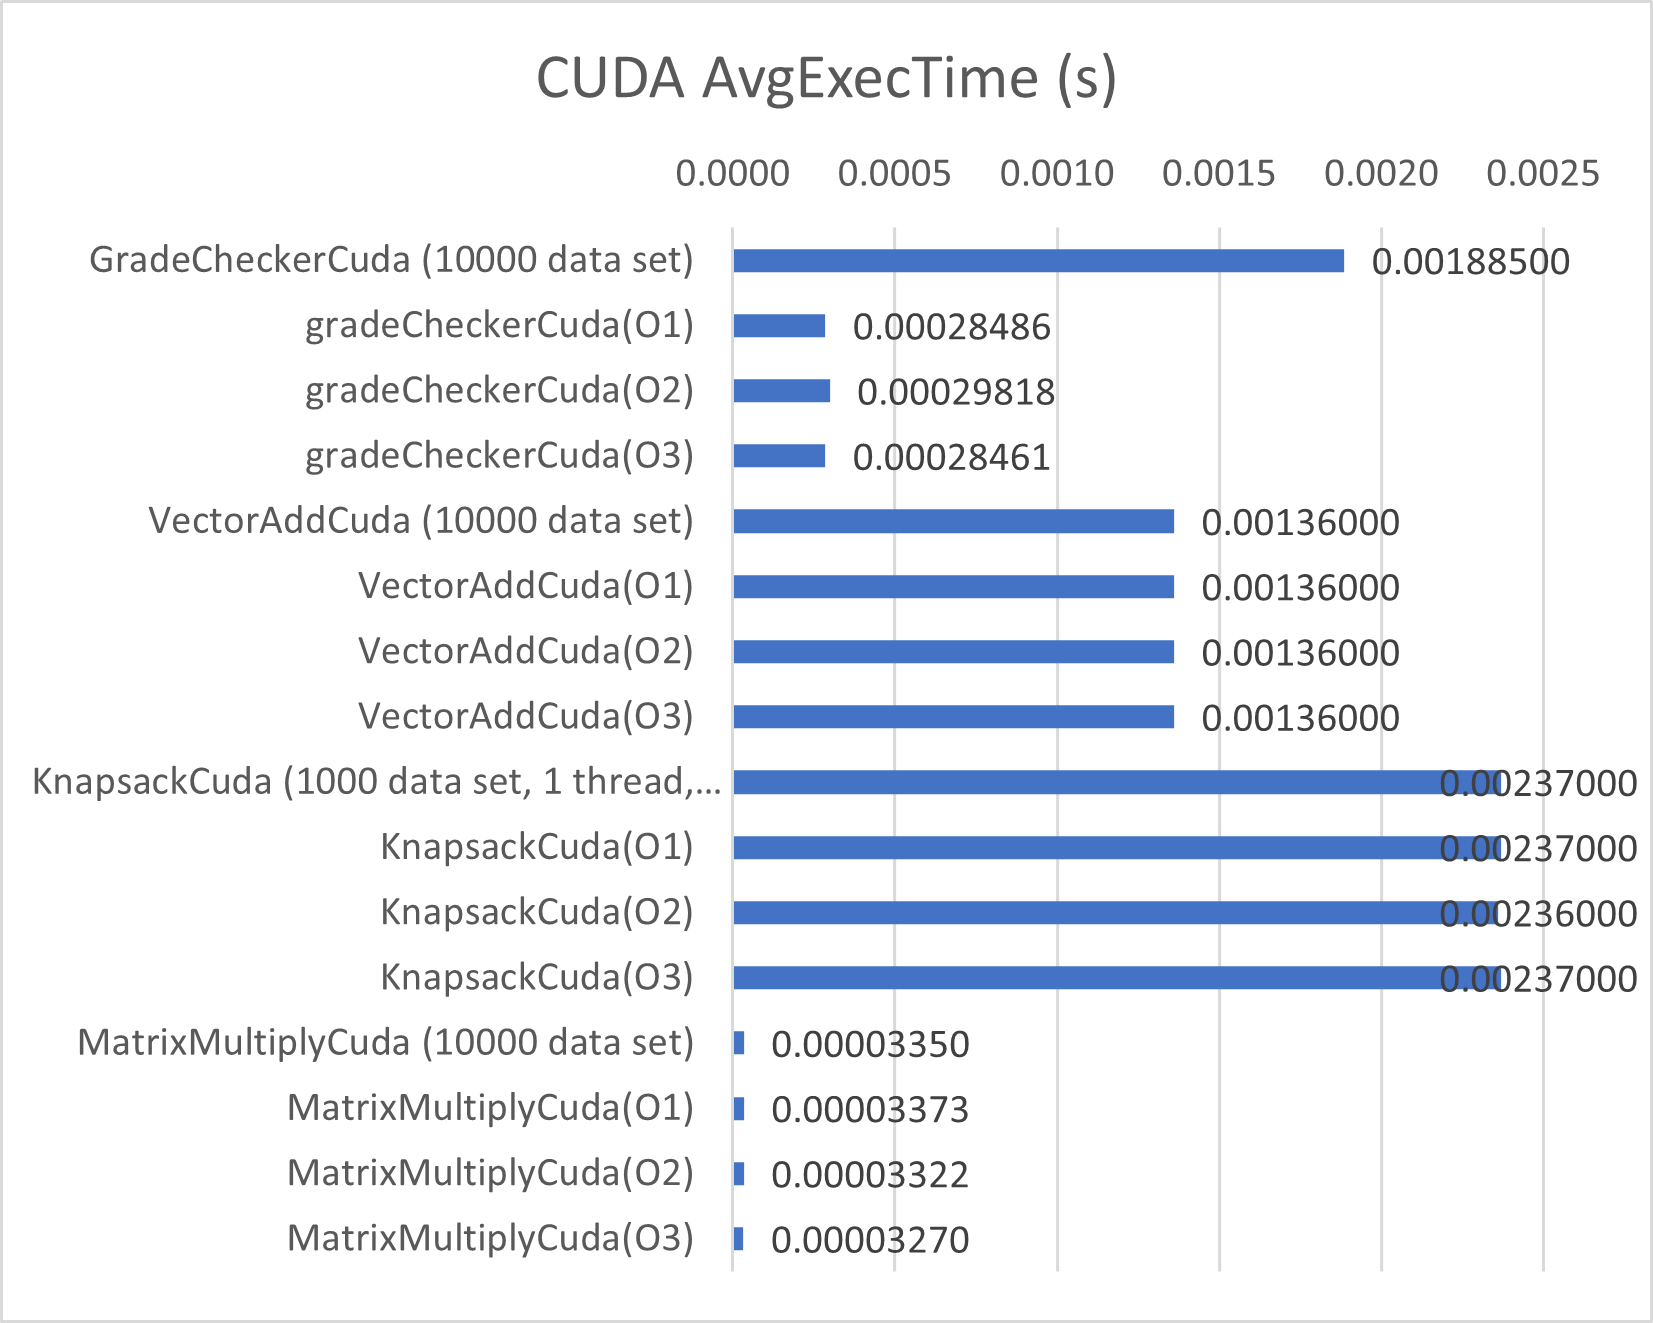 CUDA AvgExecTime (s)
0.0000 0.0005 0.0010 0.0015 0.0020 0.0025
GradeCheckerCuda (10000 data set) 0.00188500
gradeCheckerCuda(O1) 0.00028486
gradeCheckerCuda(O2) 0.00029818
gradeCheckerCuda(O3) 0.00028461
VectorAddCuda (10000 data set) 0.00136000
VectorAddCuda(O1) 0.00136000
VectorAddCuda(O2) 0.00136000
VectorAddCuda(O3) 0.00136000
KnapsackCuda (1000 data set, 1 thread,... 0.00237000
KnapsackCuda(O1) 0.00237000
KnapsackCuda(O2) 0.00236000
KnapsackCuda(O3) 0.00237000
MatrixMultiplyCuda (10000 data set) 0.00003350
MatrixMultiplyCuda(O1) 0.00003373
MatrixMultiplyCuda(O2) 0.00003322
MatrixMultiplyCuda(O3) 0.00003270